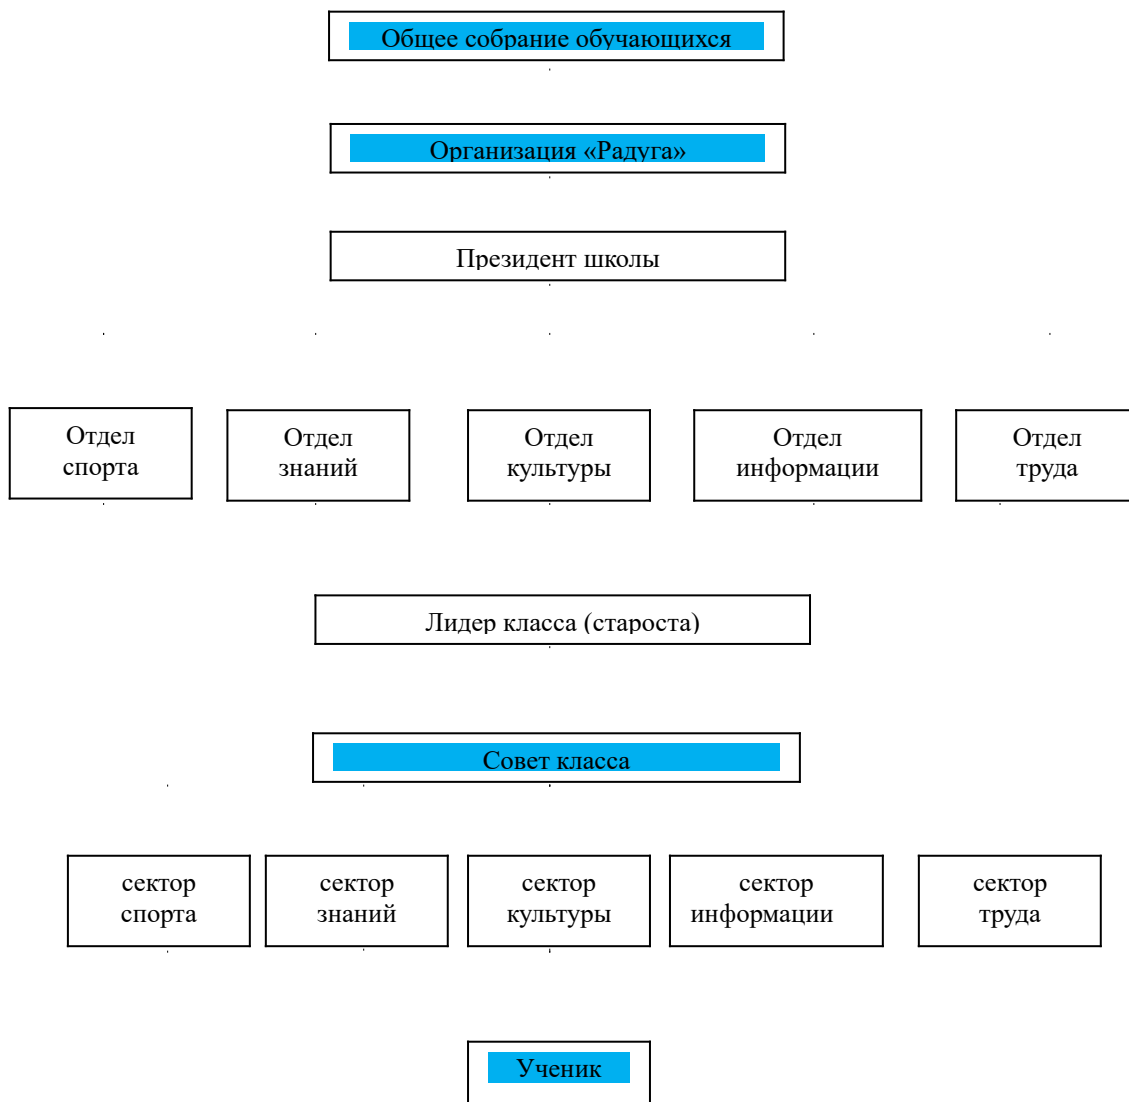 Общее собрание обучающихся
Организация «Радуга»
Президент школы
Отдел
спорта
Отдел
знаний
Отдел
культуры
Отдел
информации
Отдел
труда
Лидер класса (староста)
Совет класса
сектор
спорта
сектор
знаний
сектор
культуры
сектор
информации
сектор
труда
Ученик